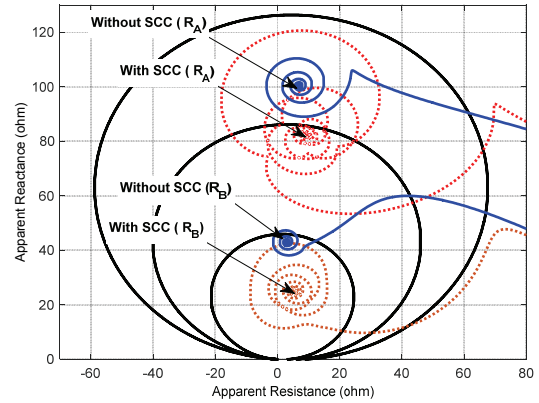 120
Without SCC ( RA)
100
With SCC ( RA)
80
60
Without SCC (RB)
40
With SCC ( RB)
20
0
-60 -40 -20 0 20 40 60 80
Apparent Resistance (ohm)
Apparent Reactance (ohm)